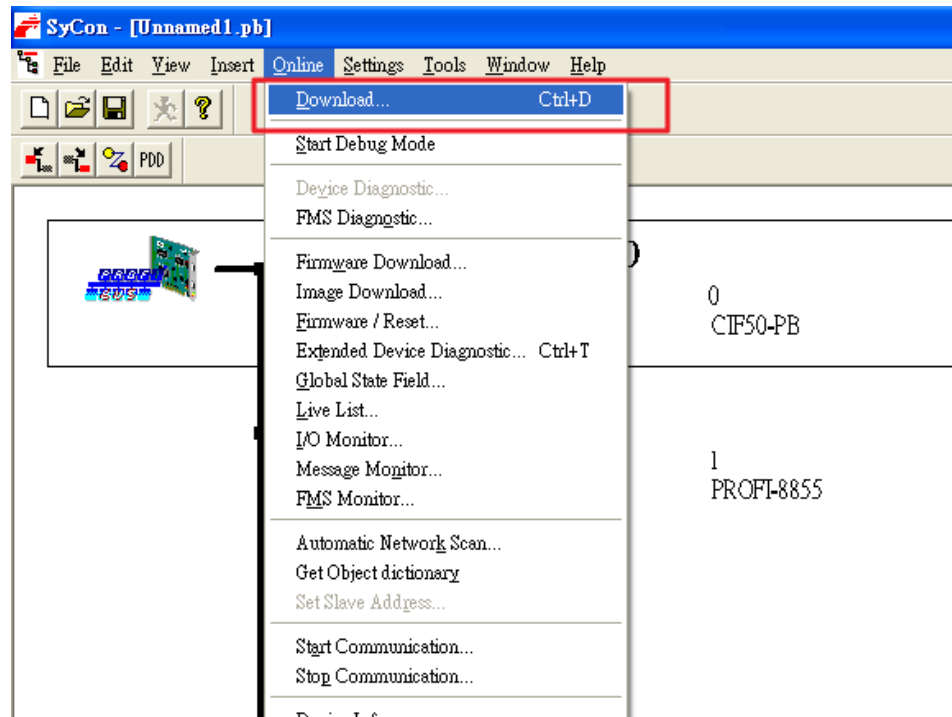 SyCon - [Unnamed1.pb]
File Edit View Insert Online Settings Tools Window Help
Download... Ctrl+D
PDD
Start Debug Mode
Device Diagnostic...
FMS Diagnostic...
Firmware Download...
Image Download...
Firmware / Reset...
Extended Device Diagnostic... Ctrl+T
Global State Field...
Live List...
I/O Monitor...
Message Monitor...
FMS Monitor...
Automatic Network Scan...
Get Object dictionary
Set Slave Address...
Start Communication...
Stop Communication...
0
CIF50-PB
1
PROFI-8855